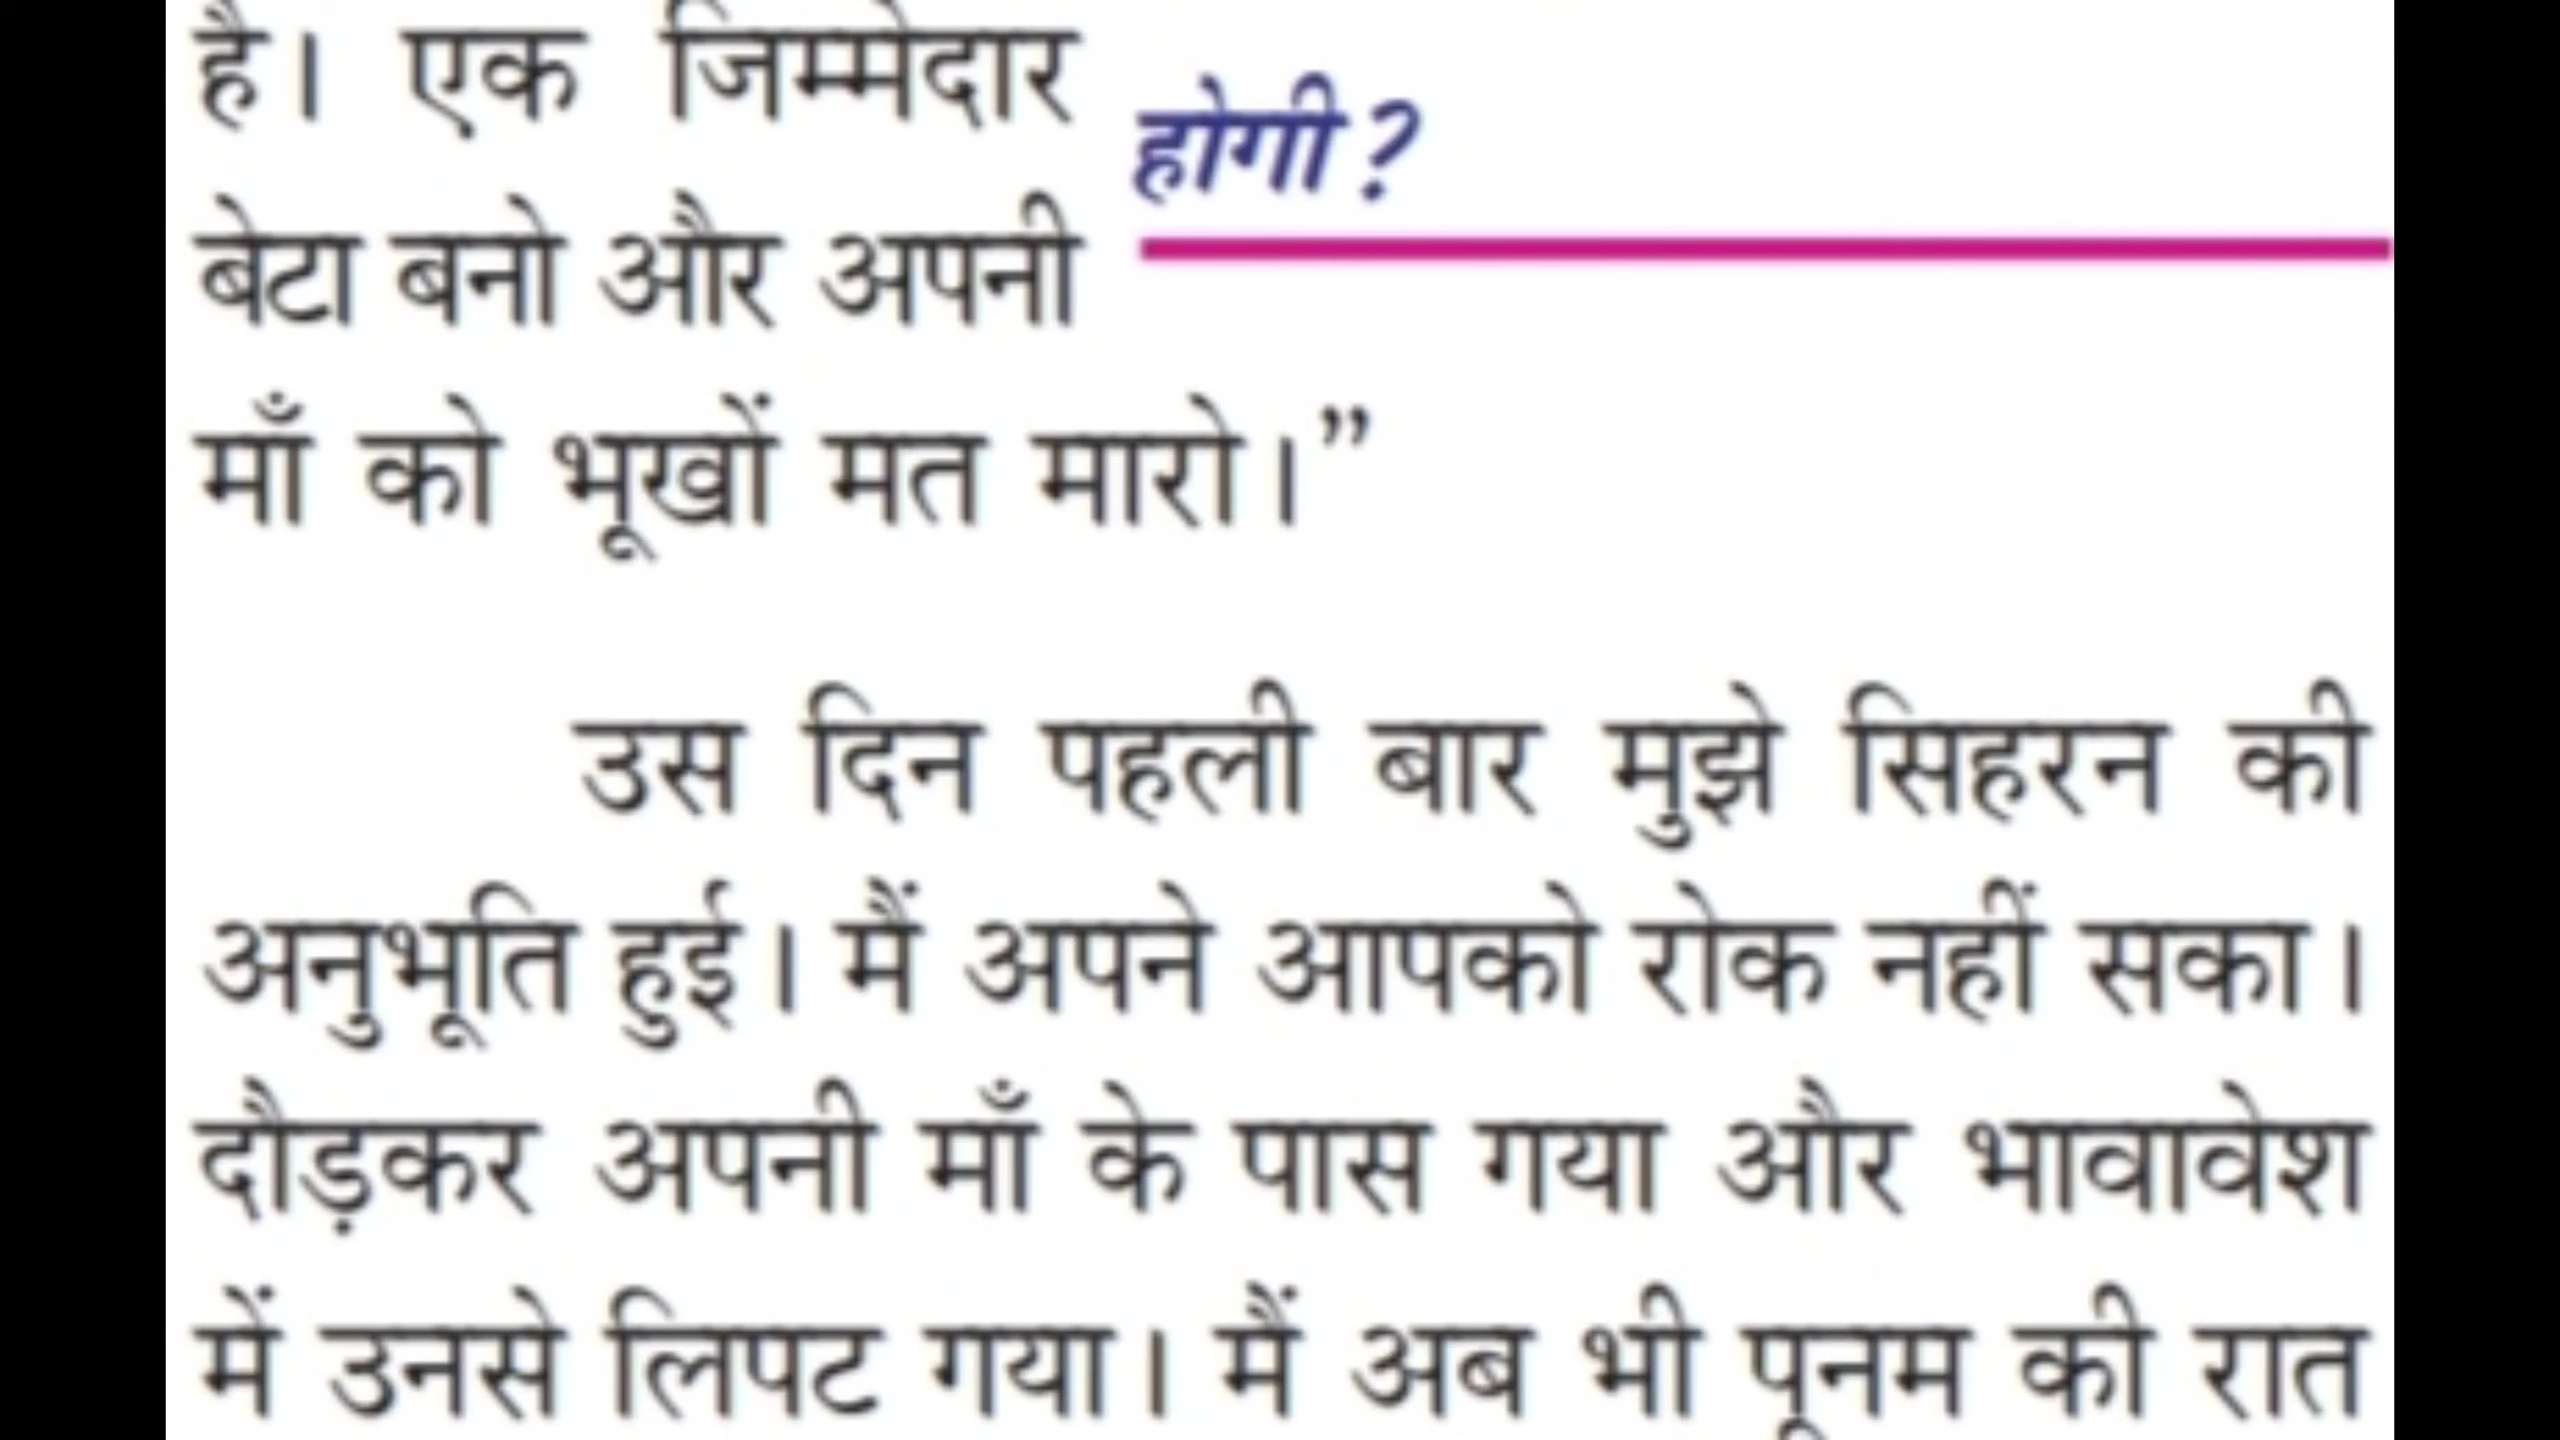 है। एक जिम्मेदार
होगी ?
बेटा बनो और अपनी
माँ को भूखों मत मारो।”
उस दिन पहली बार मुझे सिहरन की
अनुभूति हुई। मैं अपने आपको रोक नहीं सका।
दौड़कर अपनी माँ के पास गया और भावावेश
में उनसे लिपट गया। मैं अब भी पूनम की रात